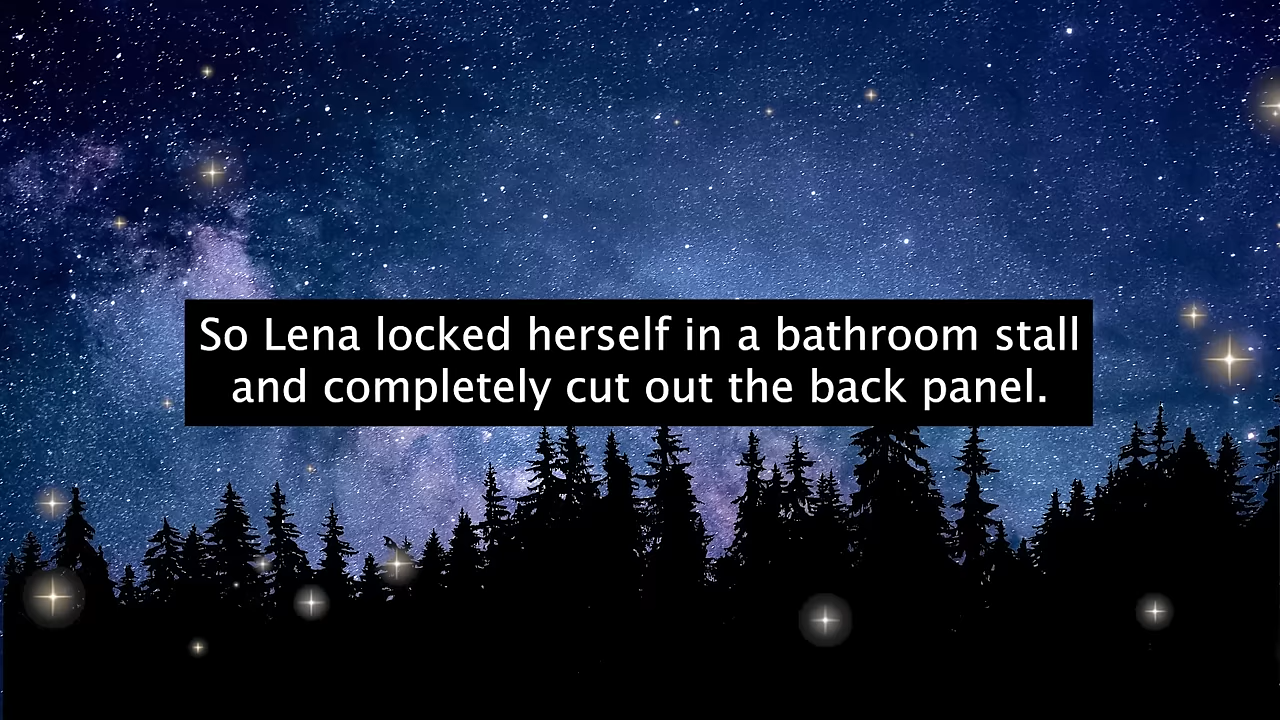 So Lena locked herself in a bathroom stall
and completely cut out the back panel.